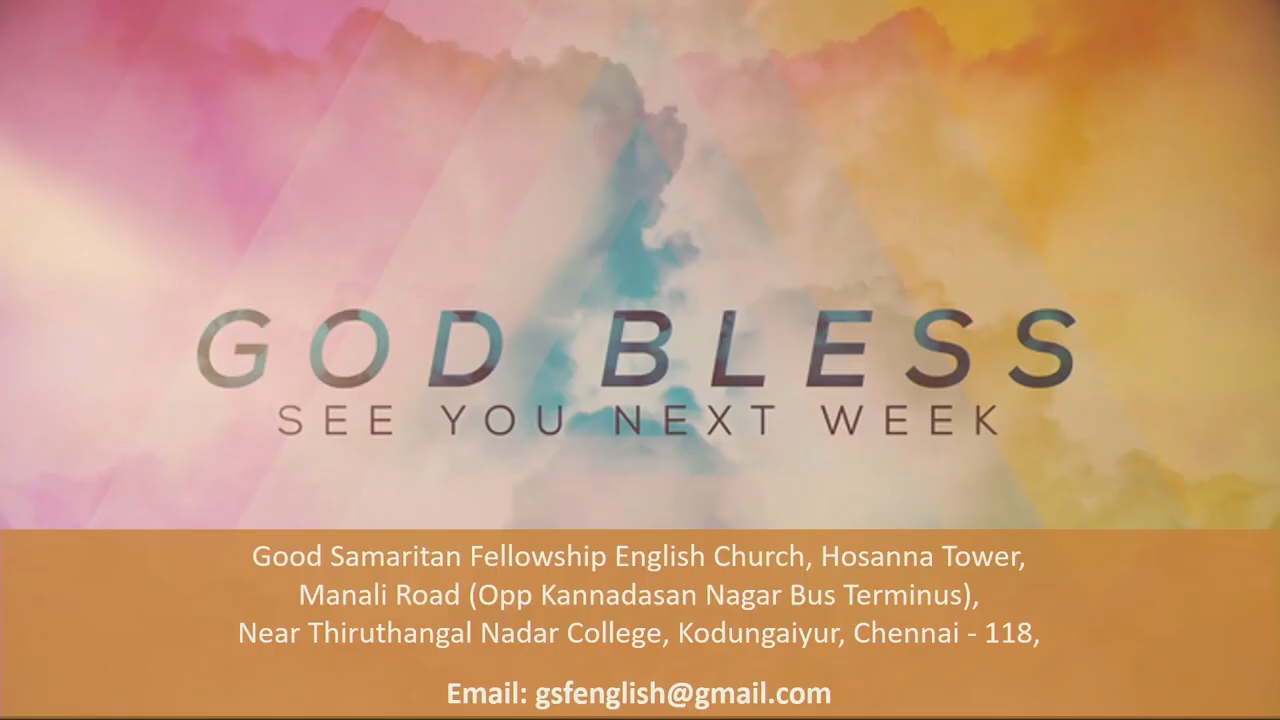 GOD BLESS
SEE YOU NEXT WEEK
Good Samaritan Fellowship English Church, Hosanna Tower,
Manali Road (Opp Kannadasan Nagar Bus Terminus),
Near Thiruthangal Nadar College, Kodungaiyur, Chennai - 118,
Email: gsfenglish@gmail.com